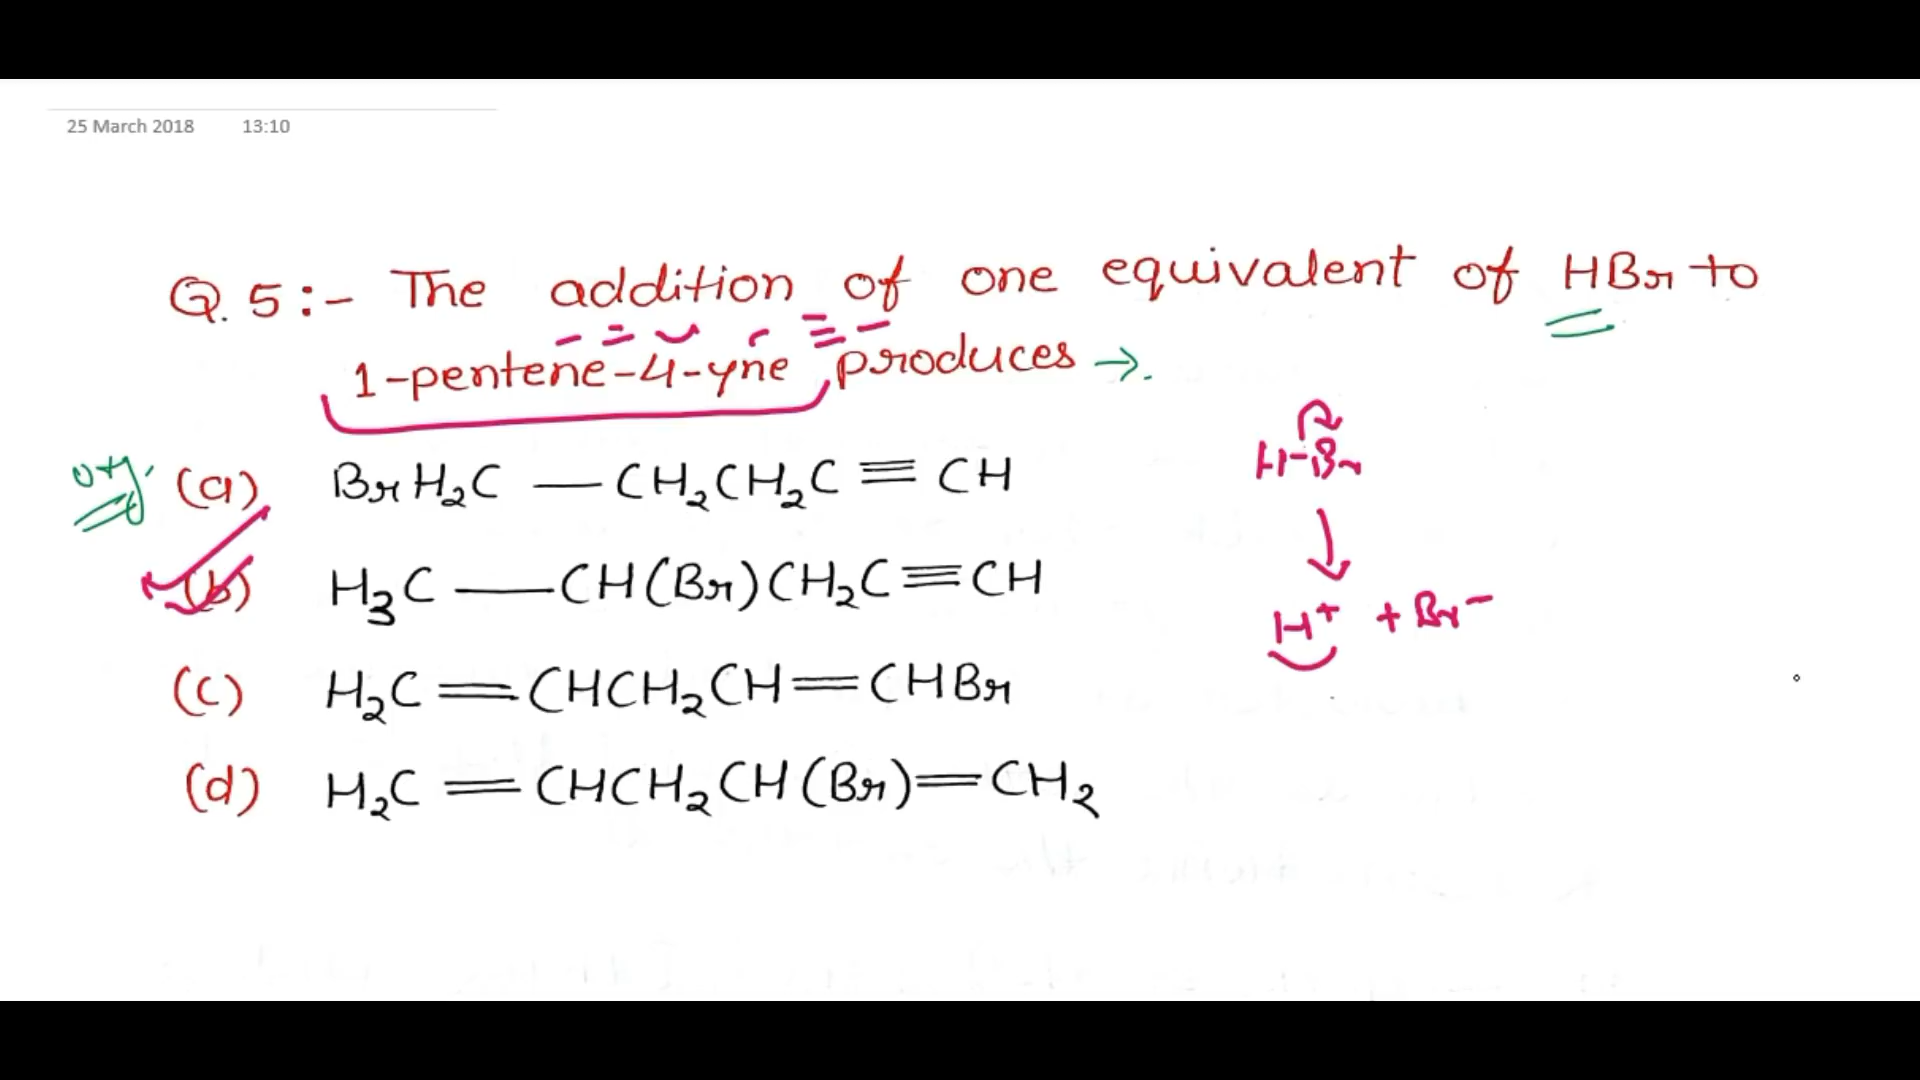 25 March 2018 13:10
Q. 5 :- The addition of one equivalent of HBr to
1-pentene-4-yne produces →.
(a) BrH₂C — CH₂CH₂C ≡ CH
(b) H₃C — CH(Br)CH₂C ≡ CH
(c) H₂C = CHCH₂CH = CHBr
(d) H₂C = CHCH₂CH(Br) = CH₂
H-Br
↓
H⁺ + Br⁻